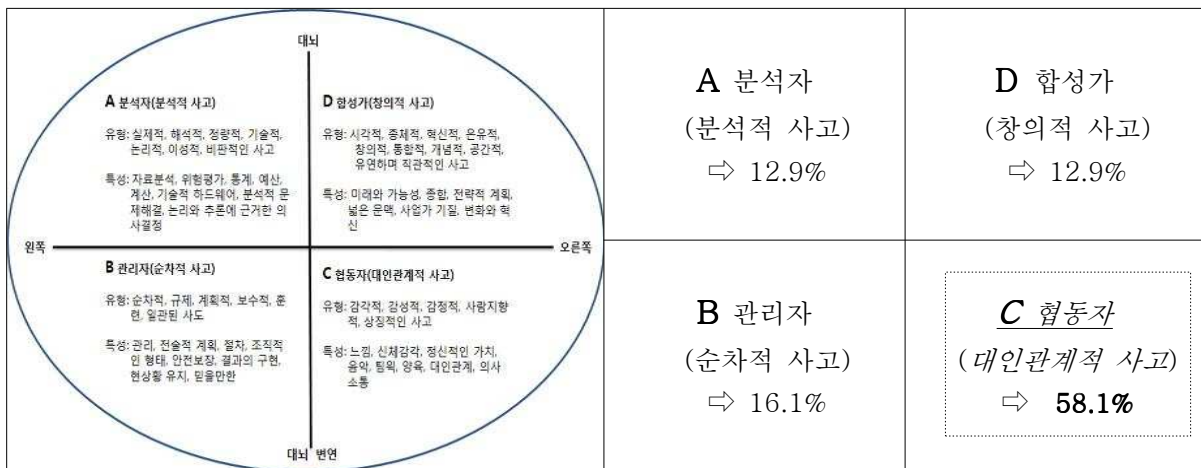 대뇌
A 분석자(분석적 사고)
유형: 실제적, 해석적, 정량적, 기술적,
논리적, 이성적, 비판적인 사고
특성: 자료분석, 위험평가, 통계, 예산,
계산, 기술적 하드웨어, 분석적 문
제해결, 논리와 추론에 근거한 의
사결정
D 합성가(창의적 사고)
유형: 시각적, 총체적, 혁신적, 은유적,
창의적, 통합적, 개념적, 공간적,
유연하며 직관적인 사고
특성: 미래와 가능성, 종합, 전략적 계획,
넓은 문맥, 사업가 기질, 변화와 혁
신
왼쪽
오른쪽
B 관리자(순차적 사고)
유형: 순차적, 규제, 계획적, 보수적, 훈
련, 일관된 사도
특성: 관리, 전술적 계획, 절차, 조직적
인 형태, 안전보장, 결과의 구현,
현상황 유지, 믿을만한
C 협동자(대인관계적 사고)
유형: 감각적, 감성적, 감정적, 사람지향
적, 상징적인 사고
특성: 느낌, 신체감각, 정신적인 가치,
음악, 팀웍, 양육, 대인관계, 의사
소통
대뇌 변연
A 분석자
(분석적 사고)
⇨ 12.9%
D 합성가
(창의적 사고)
⇨ 12.9%
B 관리자
(순차적 사고)
⇨ 16.1%
C 협동자
(대인관계적 사고)
⇨ 58.1%